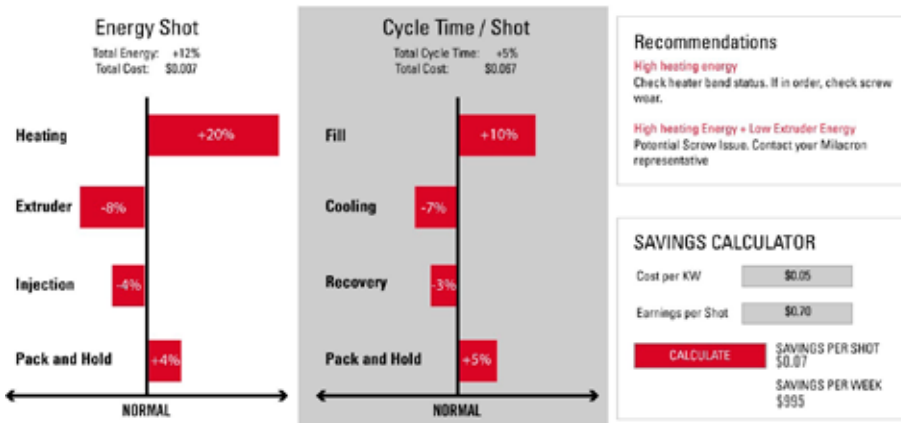 Energy Shot
Total Energy: +12%
Total Cost: $0.007
Heating
+20%
Extruder
-8%
Injection
-4%
Pack and Hold
+4%
NORMAL
Cycle Time / Shot
Total Cycle Time: +5%
Total Cost: $0.067
Fill
+10%
Cooling
-7%
Recovery
-3%
Pack and Hold
+5%
NORMAL
Recommendations
High heating energy
Check heater band status. If in order, check screw
wear.
High heating Energy + Low Extruder Energy
Potential Screw Issue. Contact your Milacron
representative
SAVINGS CALCULATOR
Cost per KW
$0.05
Earnings per Shot
$0.70
CALCULATE
SAVINGS PER SHOT
$0.07
SAVINGS PER WEEK
$995